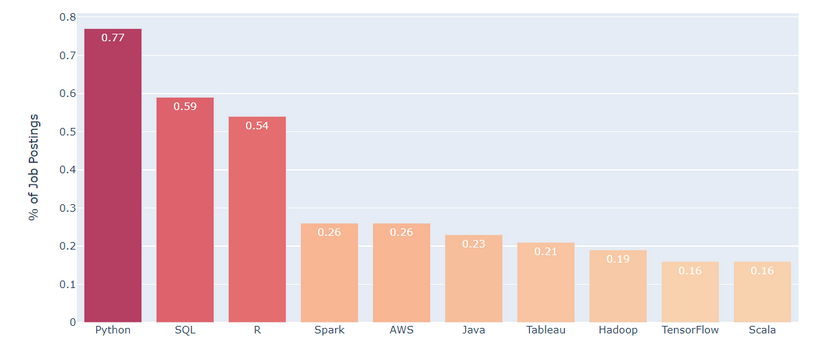 % of Job Postings
0.8
0.7
0.6
0.5
0.4
0.3
0.2
0.1
0
0.77
0.59
0.54
0.26
0.26
0.23
0.21
0.19
0.16
0.16
Python
SQL
R
Spark
AWS
Java
Tableau
Hadoop
TensorFlow
Scala